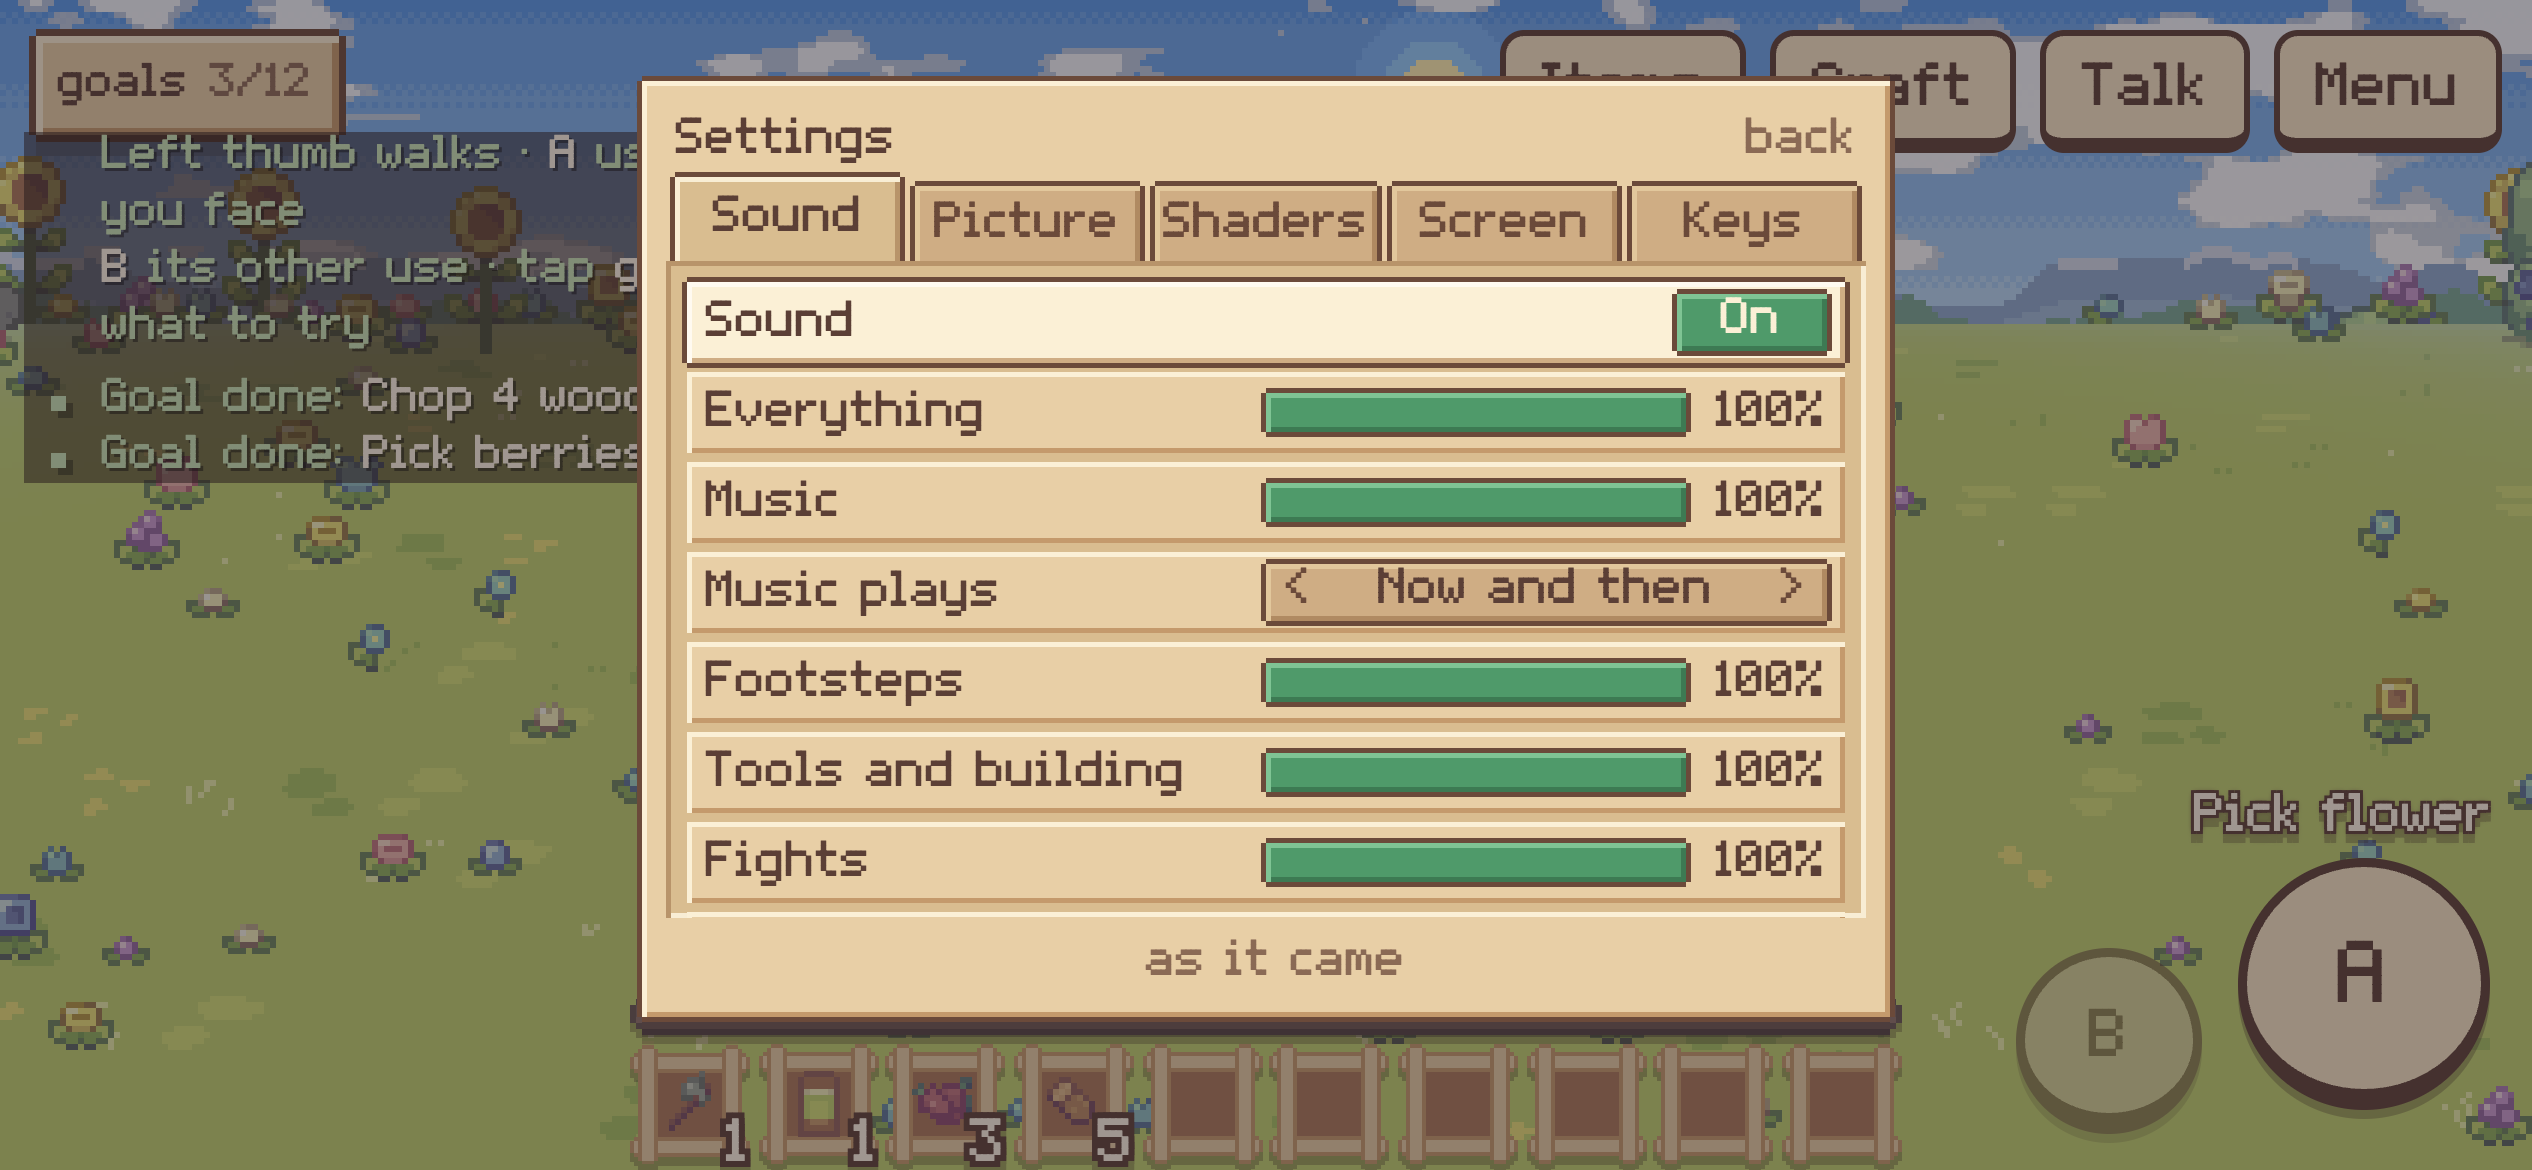 goals 3/12
Craft
Talk
Menu
Left thumb walks · A
you face
B its other use · tap
what to try
Goal done: Chop 4 wood
Goal done: Pick berries
Settings
back
Sound
Picture
Shaders
Screen
Keys
Sound
On
Everything
100%
Music
100%
Music plays
< Now and then >
Footsteps
100%
Tools and building
100%
Fights
100%
as it came
Pick flower
A
B
1
1
3
5